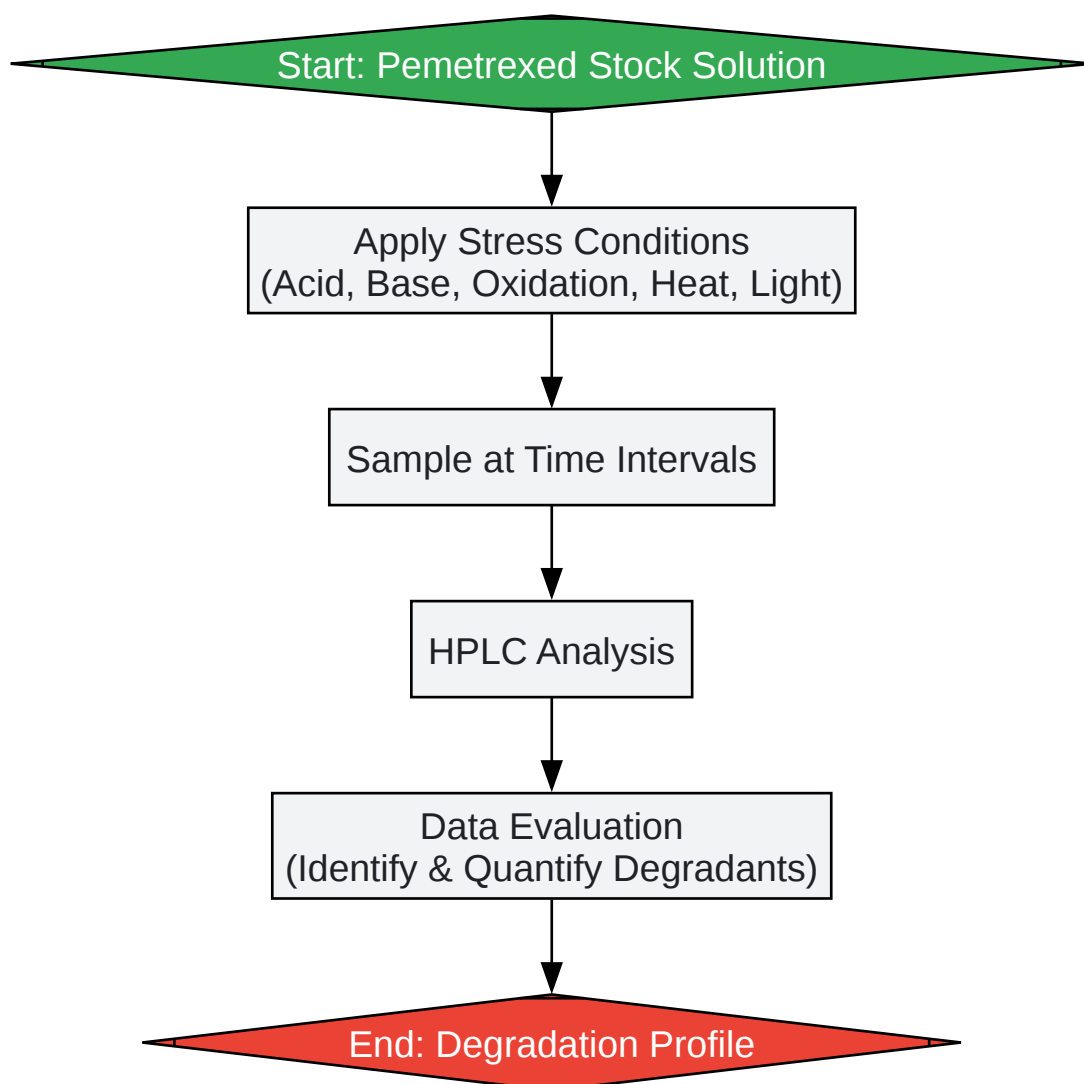 Start: Pemetrexed Stock Solution
Apply Stress Conditions
(Acid, Base, Oxidation, Heat, Light)
Sample at Time Intervals
HPLC Analysis
Data Evaluation
(Identify & Quantify Degradants)
End: Degradation Profile